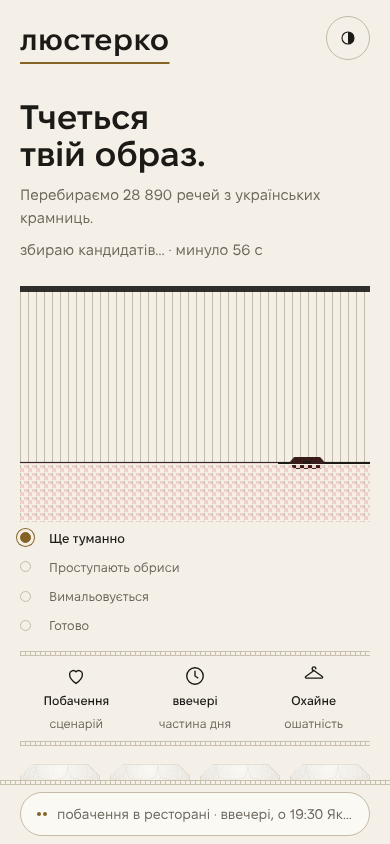 люстерко
Тчеться
твій образ.
Перебираємо 28 890 речей з українських
крамниць.
збираю кандидатів… · минуло 56 с
Ще туманно
Проступають обриси
Вимальовується
Готово
Побачення ввечері Охайне
сценарій частина дня ошатність
побачення в ресторані · ввечері, о 19:30 Як…